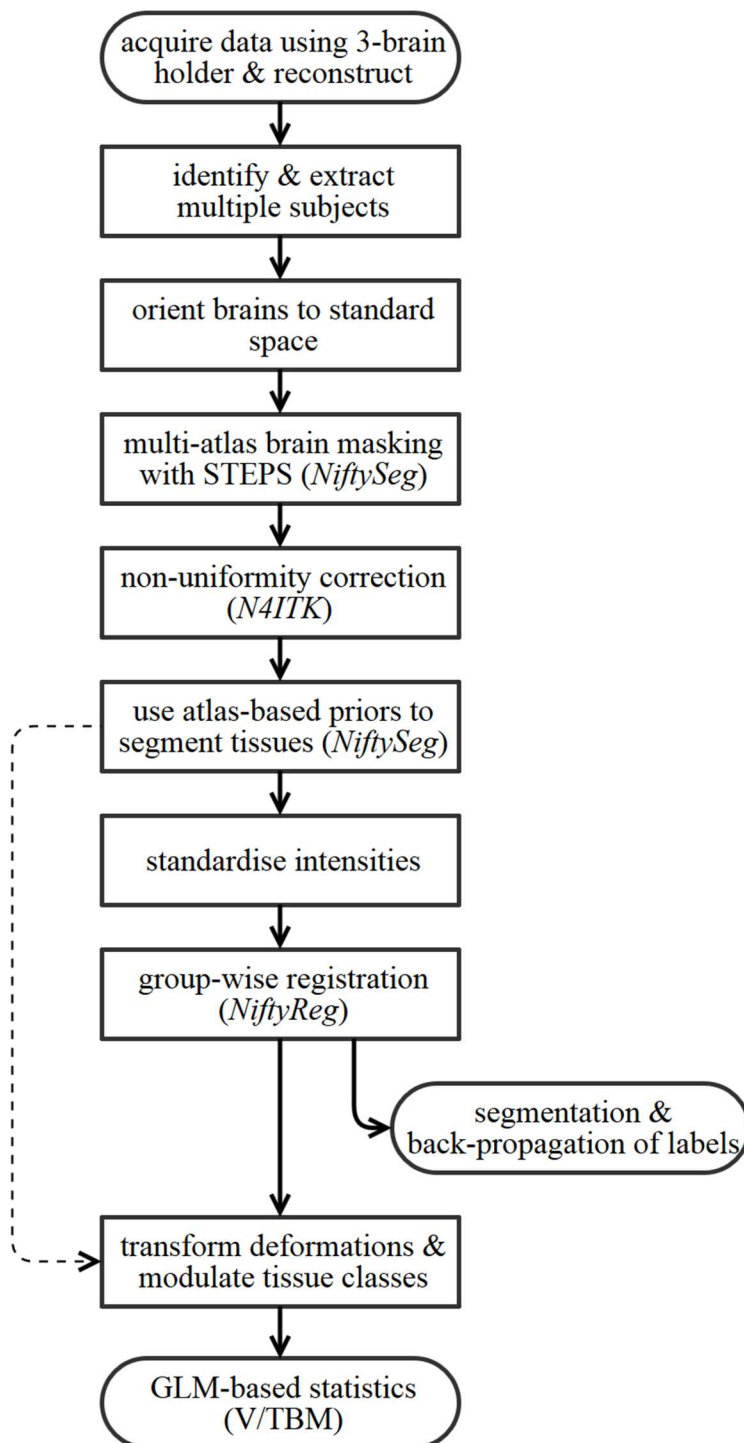 acquire data using 3-brain
holder & reconstruct
identify & extract
multiple subjects
orient brains to standard
space
multi-atlas brain masking
with STEPS (NiftySeg)
non-uniformity correction
(N4ITK)
use atlas-based priors to
segment tissues (NiftySeg)
standardise intensities
group-wise registration
(NiftyReg)
segmentation &
back-propagation of labels
transform deformations &
modulate tissue classes
GLM-based statistics
(V/TBM)